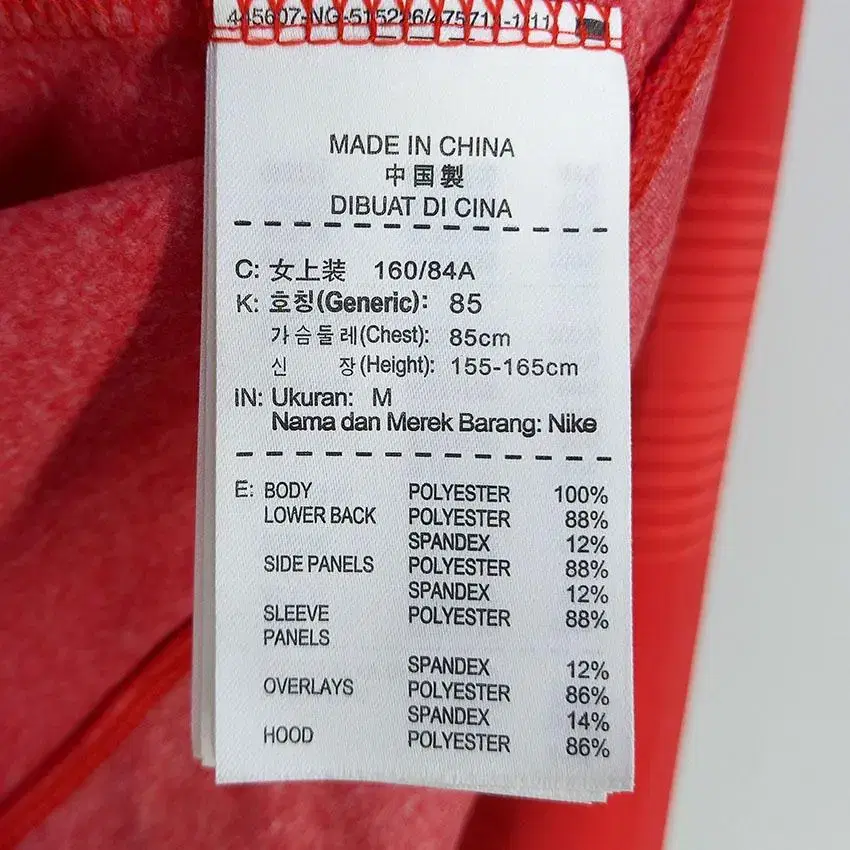 MADE IN CHINA
中国製
DIBUAT DI CINA
C: 女上装 160/84A
K: 호칭(Generic): 85
가슴둘레(Chest): 85cm
신 장(Height): 155-165cm
IN: Ukuran: M
Nama dan Merek Barang: Nike
E: BODY POLYESTER 100%
LOWER BACK POLYESTER 88%
SPANDEX 12%
SIDE PANELS POLYESTER 88%
SPANDEX 12%
SLEEVE POLYESTER 88%
PANELS
SPANDEX 12%
OVERLAYS POLYESTER 86%
SPANDEX 14%
HOOD POLYESTER 86%